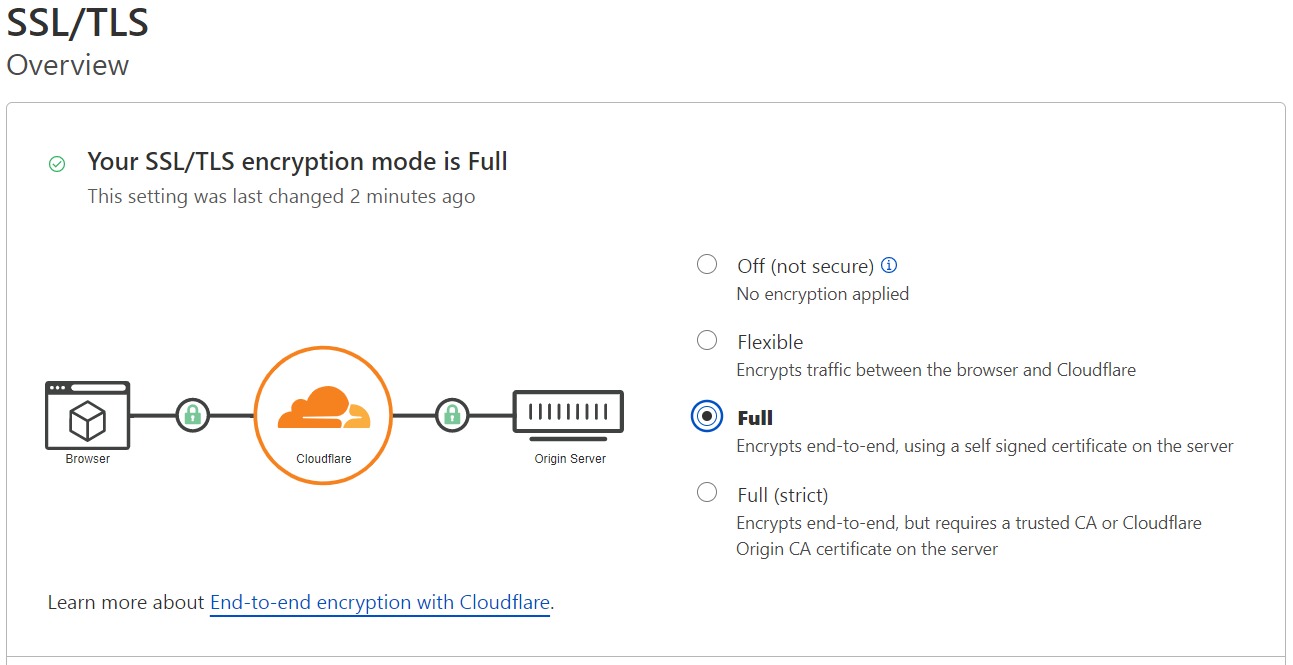 SSL/TLS
Overview
Your SSL/TLS encryption mode is Full
This setting was last changed 2 minutes ago
Browser
Cloudflare
Origin Server
Off (not secure)
No encryption applied
Flexible
Encrypts traffic between the browser and Cloudflare
Full
Encrypts end-to-end, using a self signed certificate on the server
Full (strict)
Encrypts end-to-end, but requires a trusted CA or Cloudflare
Origin CA certificate on the server
Learn more about End-to-end encryption with Cloudflare.